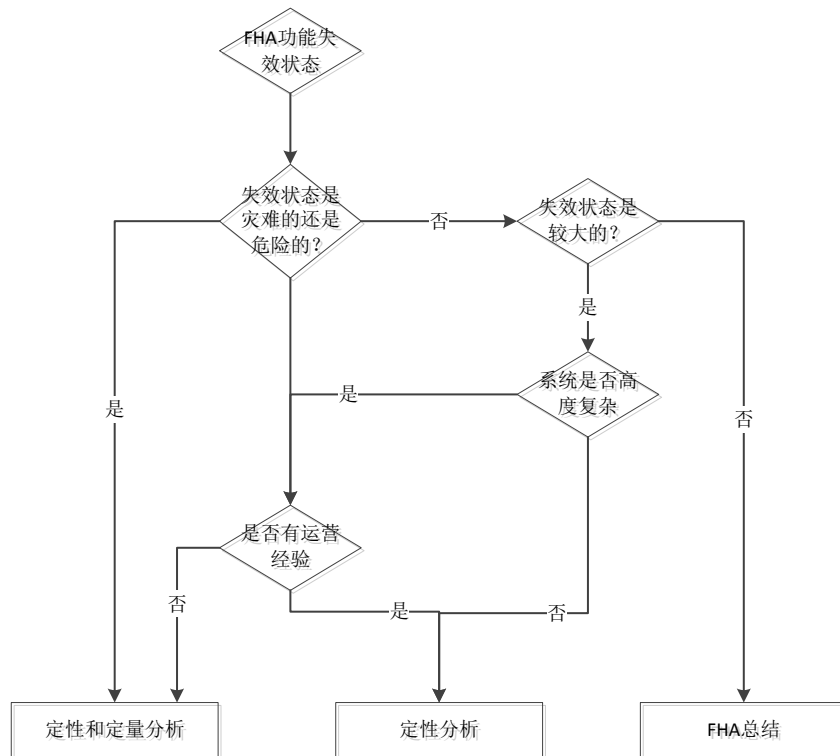 FHA功能失
效状态
失效状态是
灾难的还是
危险的？
否
失效状态是
较大的？
是
系统是否高
度复杂
是
是
否
是否有运营
经验
否
是
否
定性和定量分析
定性分析
FHA总结